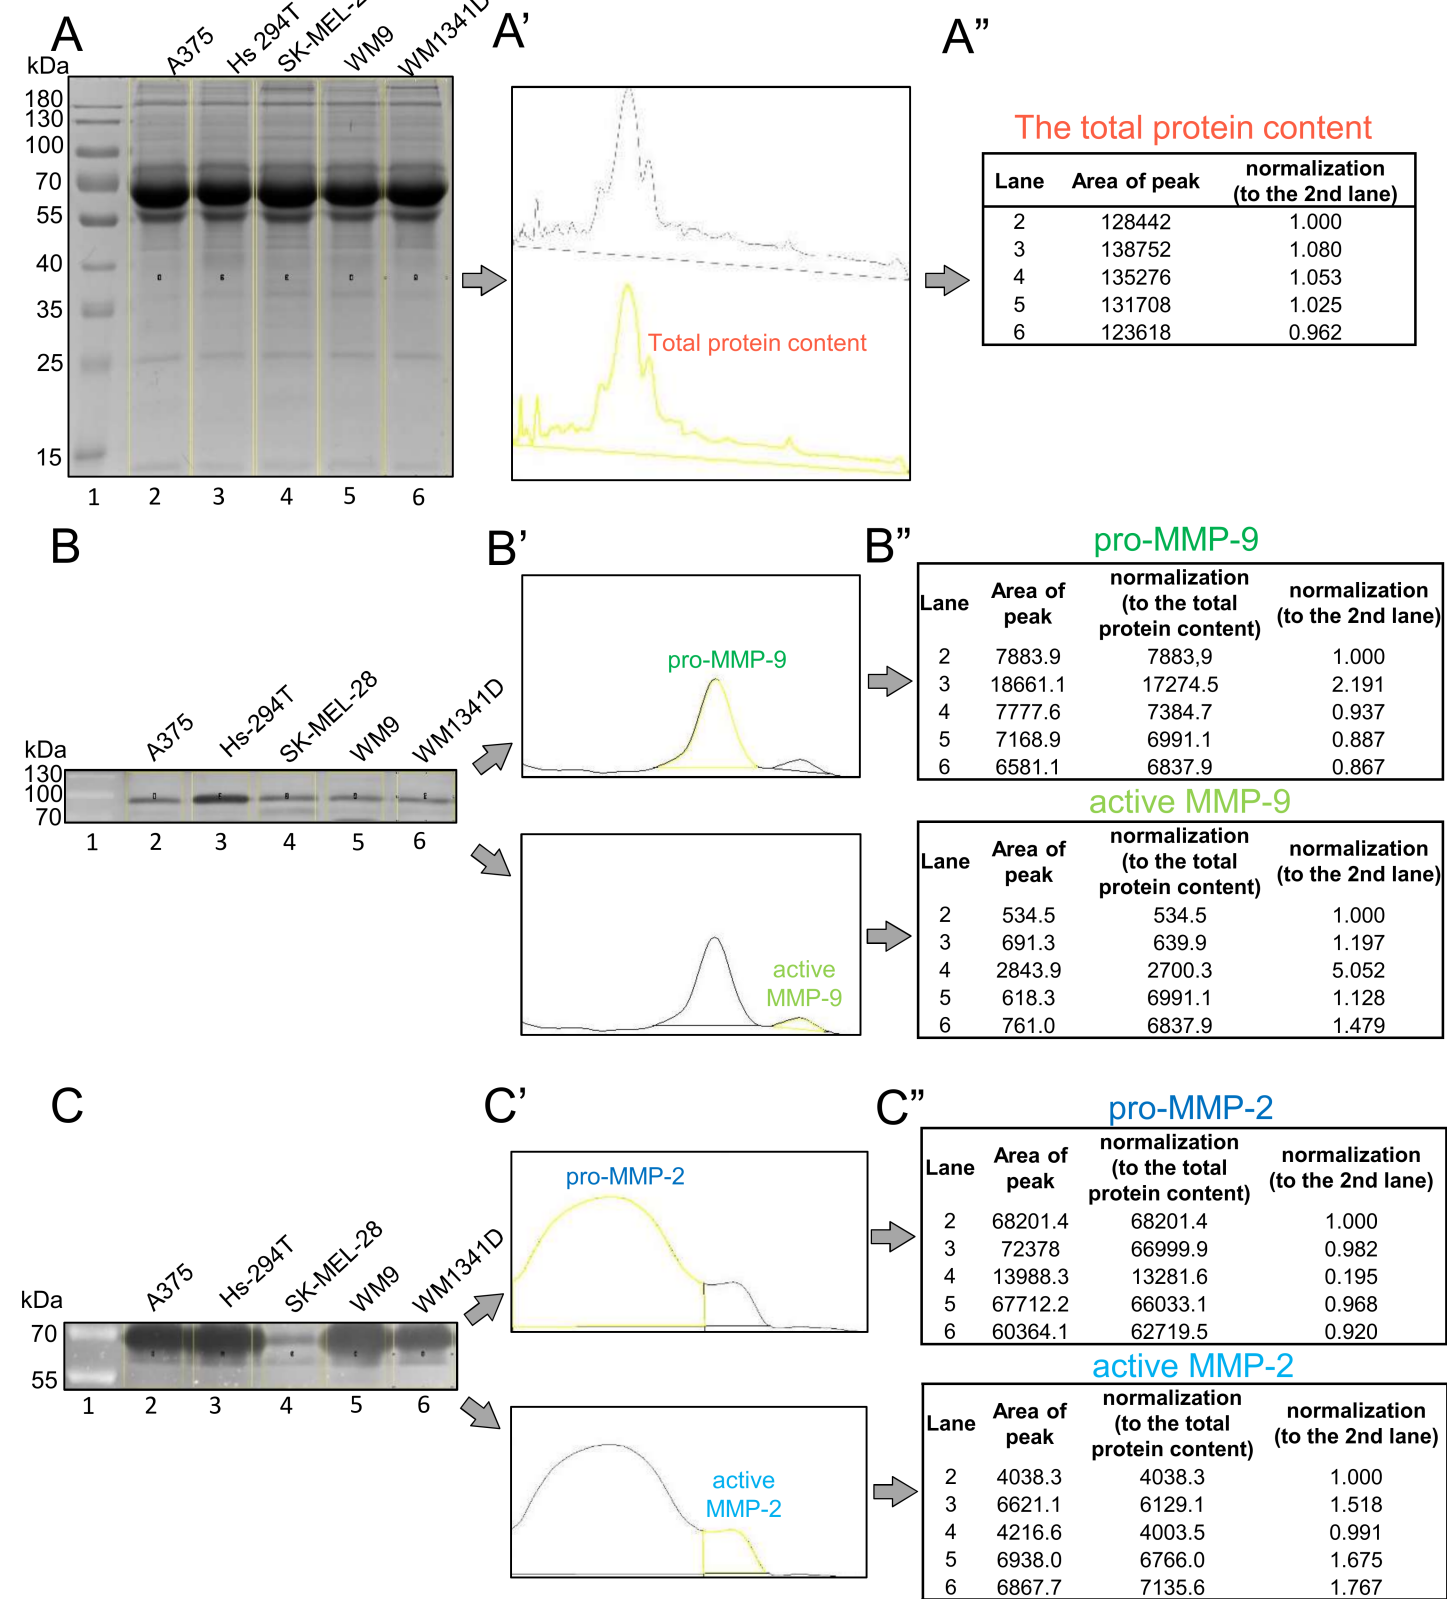 A
A'
A”
kDa
A375
Hs 294T
SK-MEL-2
WM9
WM1341D
180
130
100
70
55
40
35
25
15
1 2 3 4 5 6
Total protein content
The total protein content
Lane Area of peak normalization
(to the 2nd lane)
2 128442 1.000
3 138752 1.080
4 135276 1.053
5 131708 1.025
6 123618 0.962
B
B’
B”
kDa
A375
Hs-294T
SK-MEL-28
WM9
WM1341D
130
100
70
1 2 3 4 5 6
pro-MMP-9
active
MMP-9
pro-MMP-9
Lane Area of
peak
normalization
(to the total
protein content)
normalization
(to the 2nd lane)
2 7883.9 7883,9 1.000
3 18661.1 17274.5 2.191
4 7777.6 7384.7 0.937
5 7168.9 6991.1 0.887
6 6581.1 6837.9 0.867
active MMP-9
Lane Area of
peak
normalization
(to the total
protein content)
normalization
(to the 2nd lane)
2 534.5 534.5 1.000
3 691.3 639.9 1.197
4 2843.9 2700.3 5.052
5 618.3 6991.1 1.128
6 761.0 6837.9 1.479
C
C’
C”
kDa
A375
Hs-294T
SK-MEL-28
WM9
WM1341D
70
55
1 2 3 4 5 6
pro-MMP-2
active
MMP-2
pro-MMP-2
Lane Area of
peak
normalization
(to the total
protein content)
normalization
(to the 2nd lane)
2 68201.4 68201.4 1.000
3 72378 66999.9 0.982
4 13988.3 13281.6 0.195
5 67712.2 66033.1 0.968
6 60364.1 62719.5 0.920
active MMP-2
Lane Area of
peak
normalization
(to the total
protein content)
normalization
(to the 2nd lane)
2 4038.3 4038.3 1.000
3 6621.1 6129.1 1.518
4 4216.6 4003.5 0.991
5 6938.0 6766.0 1.675
6 6867.7 7135.6 1.767